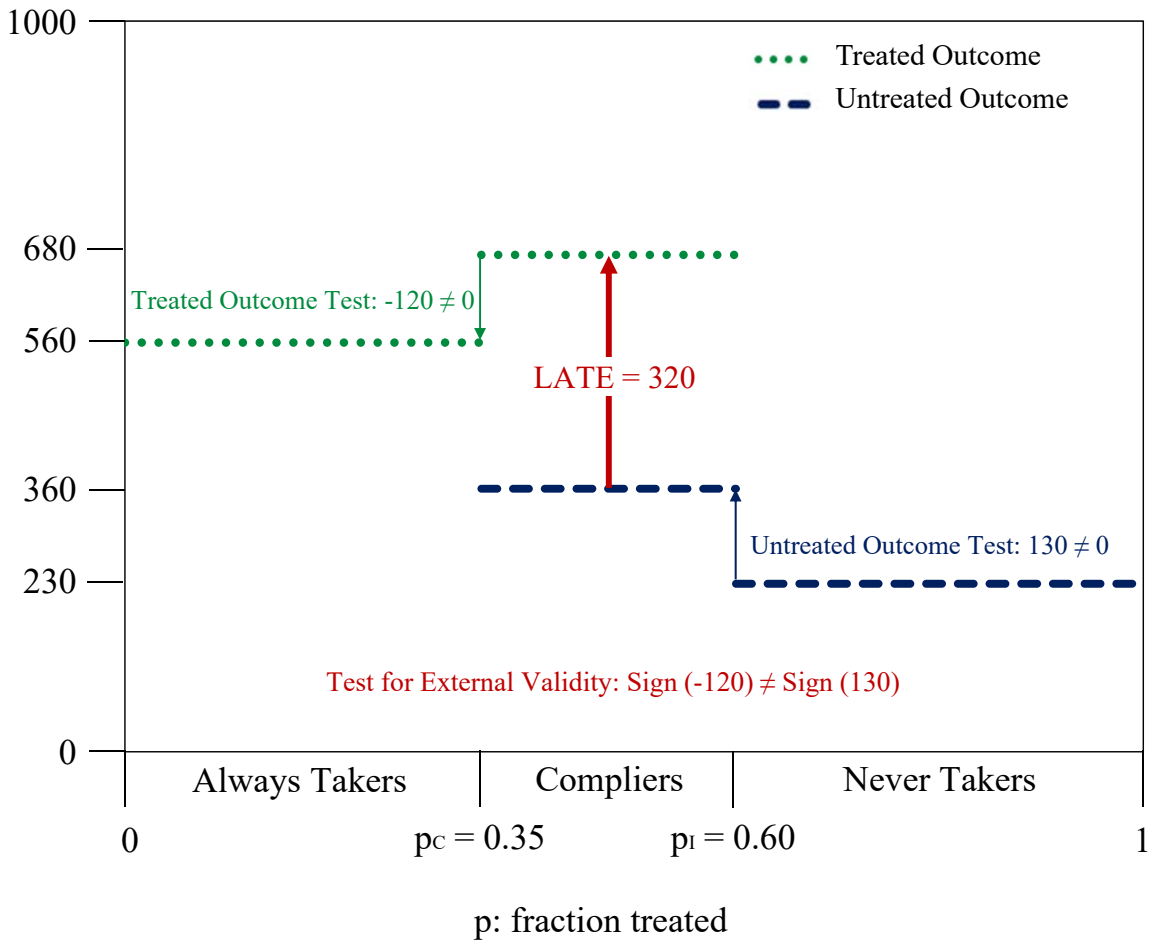 1000
Treated Outcome
Untreated Outcome
680
Treated Outcome Test: -120 ≠ 0
560
LATE = 320
360
Untreated Outcome Test: 130 ≠ 0
230
Test for External Validity: Sign (-120) ≠ Sign (130)
0
Always Takers
Compliers
Never Takers
0
pC = 0.35
pI = 0.60
1
p: fraction treated